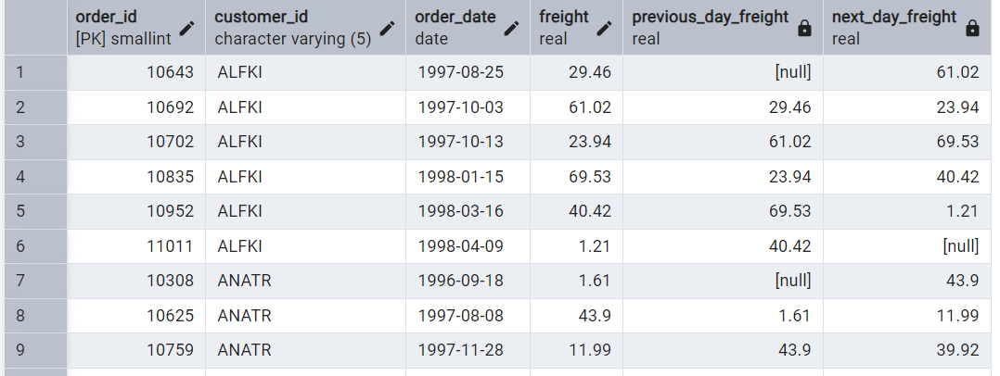 order_id customer_id order_date freight previous_day_freight next_day_freight
[PK] smallint character varying (5) date real real real
1 10643 ALFKI 1997-08-25 29.46 [null] 61.02
2 10692 ALFKI 1997-10-03 61.02 29.46 23.94
3 10702 ALFKI 1997-10-13 23.94 61.02 69.53
4 10835 ALFKI 1998-01-15 69.53 23.94 40.42
5 10952 ALFKI 1998-03-16 40.42 69.53 1.21
6 11011 ALFKI 1998-04-09 1.21 40.42 [null]
7 10308 ANATR 1996-09-18 1.61 [null] 43.9
8 10625 ANATR 1997-08-08 43.9 1.61 11.99
9 10759 ANATR 1997-11-28 11.99 43.9 39.92